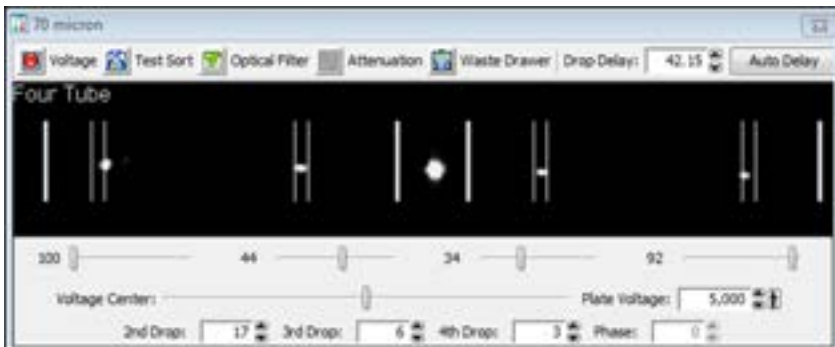 70 micron
Voltage Test Sort Optical Filter Attenuation Waste Drawer Drop Delay: 42.15 Auto Delay
Four Tube
100 44 34 92
Voltage Center: Plate Voltage: 5,000
2nd Drop: 17 3rd Drop: 6 4th Drop: 3 Phase: 0